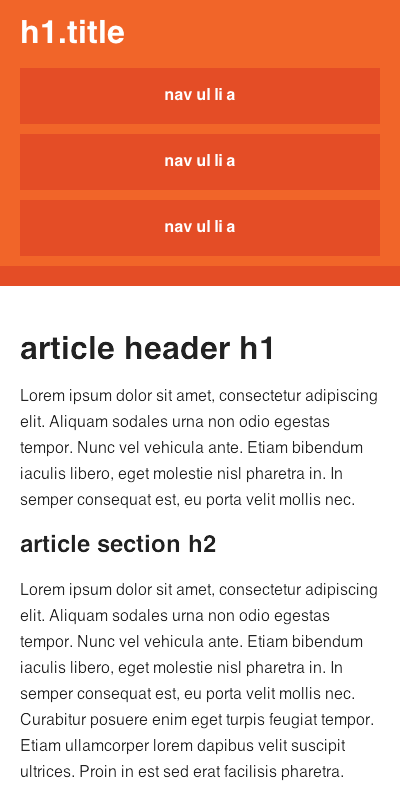 h1.title
nav ul li a
nav ul li a
nav ul li a
article header h1
Lorem ipsum dolor sit amet, consectetur adipiscing
elit. Aliquam sodales urna non odio egestas
tempor. Nunc vel vehicula ante. Etiam bibendum
iaculis libero, eget molestie nisl pharetra in. In
semper consequat est, eu porta velit mollis nec.
article section h2
Lorem ipsum dolor sit amet, consectetur adipiscing
elit. Aliquam sodales urna non odio egestas
tempor. Nunc vel vehicula ante. Etiam bibendum
iaculis libero, eget molestie nisl pharetra in. In
semper consequat est, eu porta velit mollis nec.
Curabitur posuere enim eget turpis feugiat tempor.
Etiam ullamcorper lorem dapibus velit suscipit
ultrices. Proin in est sed erat facilisis pharetra.